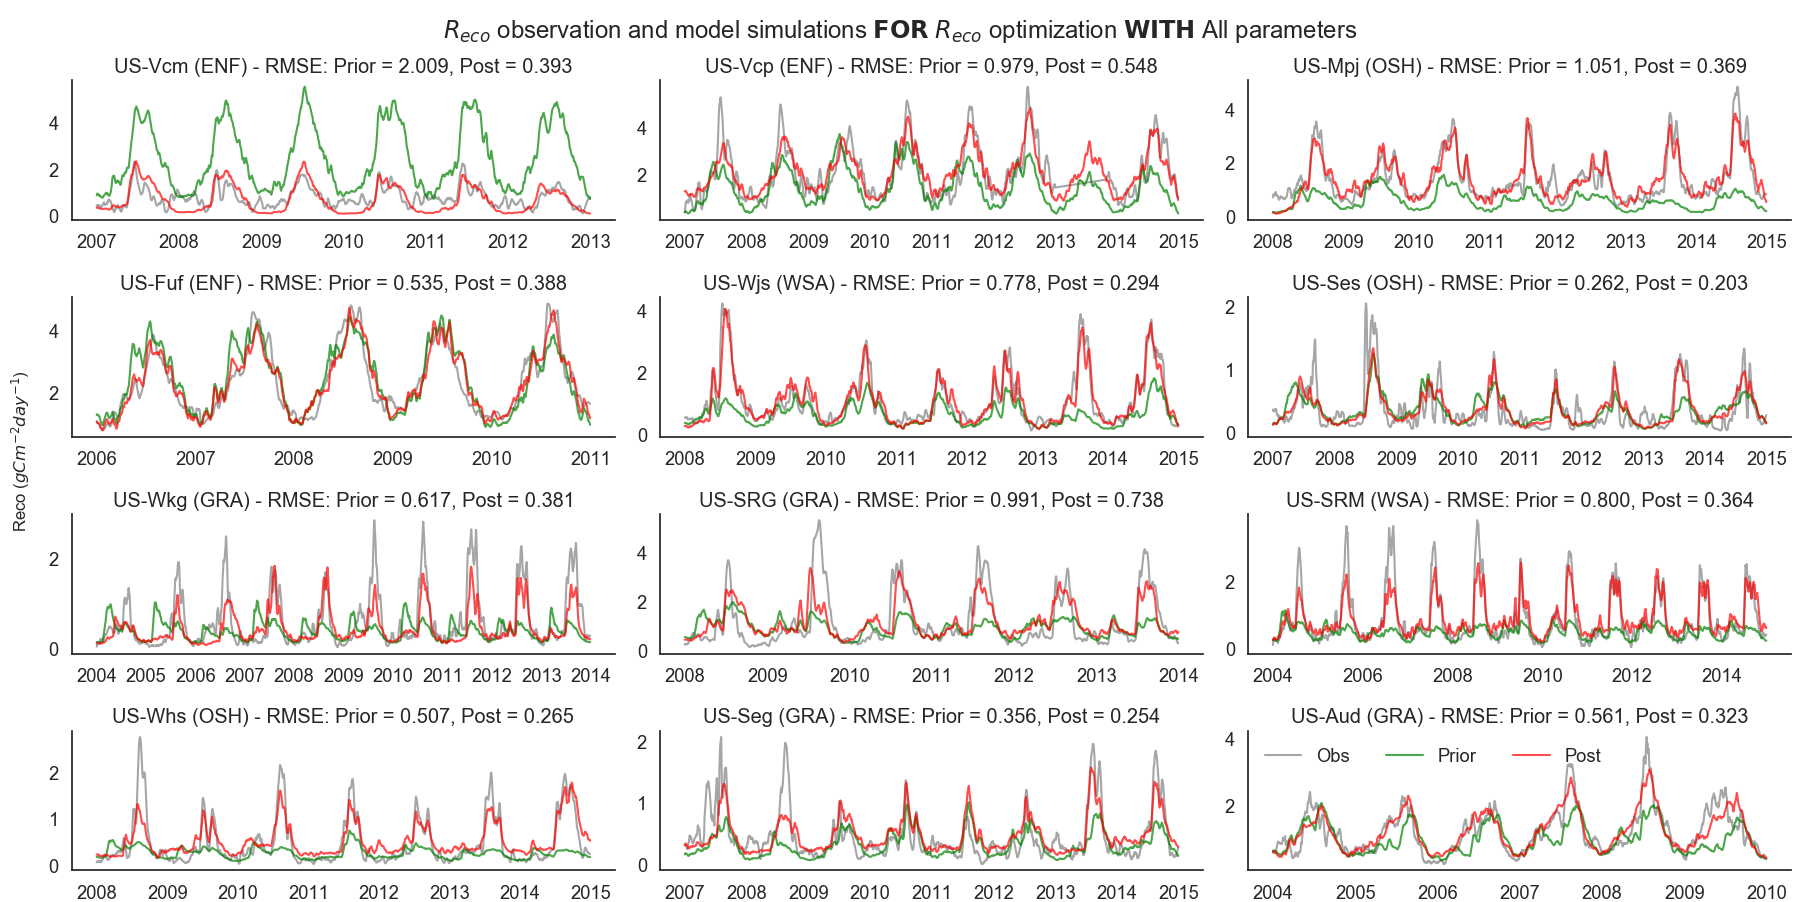 Reco observation and model simulations FOR Reco optimization WITH All parameters
US-Vcm (ENF) - RMSE: Prior = 2.009, Post = 0.393
US-Vcp (ENF) - RMSE: Prior = 0.979, Post = 0.548
US-Mpj (OSH) - RMSE: Prior = 1.051, Post = 0.369
4
2
0
2007 2008 2009 2010 2011 2012 2013
4
2
2007 2008 2009 2010 2011 2012 2013 2014 2015
4
2
0
2008 2009 2010 2011 2012 2013 2014 2015
US-Fuf (ENF) - RMSE: Prior = 0.535, Post = 0.388
US-Wjs (WSA) - RMSE: Prior = 0.778, Post = 0.294
US-Ses (OSH) - RMSE: Prior = 0.262, Post = 0.203
4
2
2006 2007 2008 2009 2010 2011
4
2
0
2008 2009 2010 2011 2012 2013 2014 2015
2
1
0
2007 2008 2009 2010 2011 2012 2013 2014 2015
Reco (gCm⁻²day⁻¹)
US-Wkg (GRA) - RMSE: Prior = 0.617, Post = 0.381
US-SRG (GRA) - RMSE: Prior = 0.991, Post = 0.738
US-SRM (WSA) - RMSE: Prior = 0.800, Post = 0.364
2
0
2004 2005 2006 2007 2008 2009 2010 2011 2012 2013 2014
4
2
0
2008 2009 2010 2011 2012 2013 2014
2
0
2004 2006 2008 2010 2012 2014
US-Whs (OSH) - RMSE: Prior = 0.507, Post = 0.265
US-Seg (GRA) - RMSE: Prior = 0.356, Post = 0.254
US-Aud (GRA) - RMSE: Prior = 0.561, Post = 0.323
2
1
0
2008 2009 2010 2011 2012 2013 2014 2015
2
1
0
2007 2008 2009 2010 2011 2012 2013 2014 2015
Obs Prior Post
4
2
2004 2005 2006 2007 2008 2009 2010